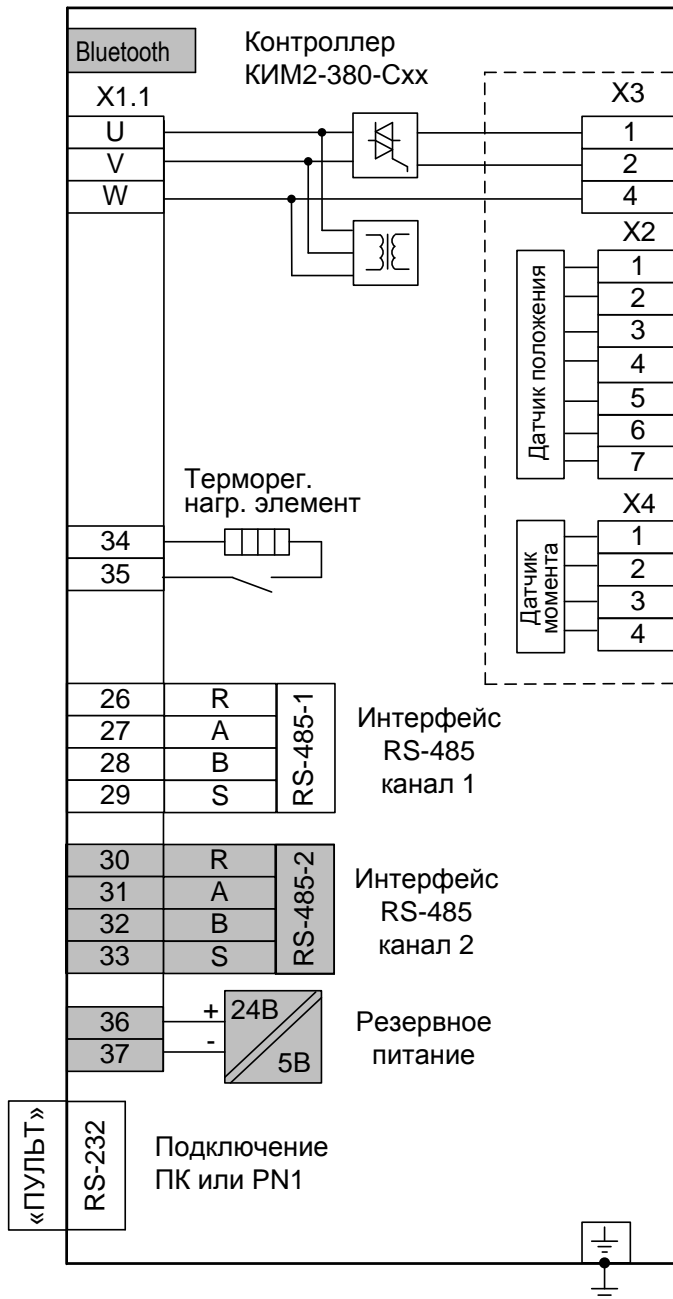 Bluetooth
Контроллер
КИМ2-380-Схх
X1.1
U
V
W
X3
1
2
4
X2
Датчик положения
1
2
3
4
5
6
7
X4
Датчик
момента
1
2
3
4
Терморег.
нагр. элемент
34
35
26 R
27 A
28 B
29 S
RS-485-1
Интерфейс
RS-485
канал 1
30 R
31 A
32 B
33 S
RS-485-2
Интерфейс
RS-485
канал 2
36 +
37 -
24В
5В
Резервное
питание
«ПУЛЬТ»
RS-232
Подключение
ПК или PN1